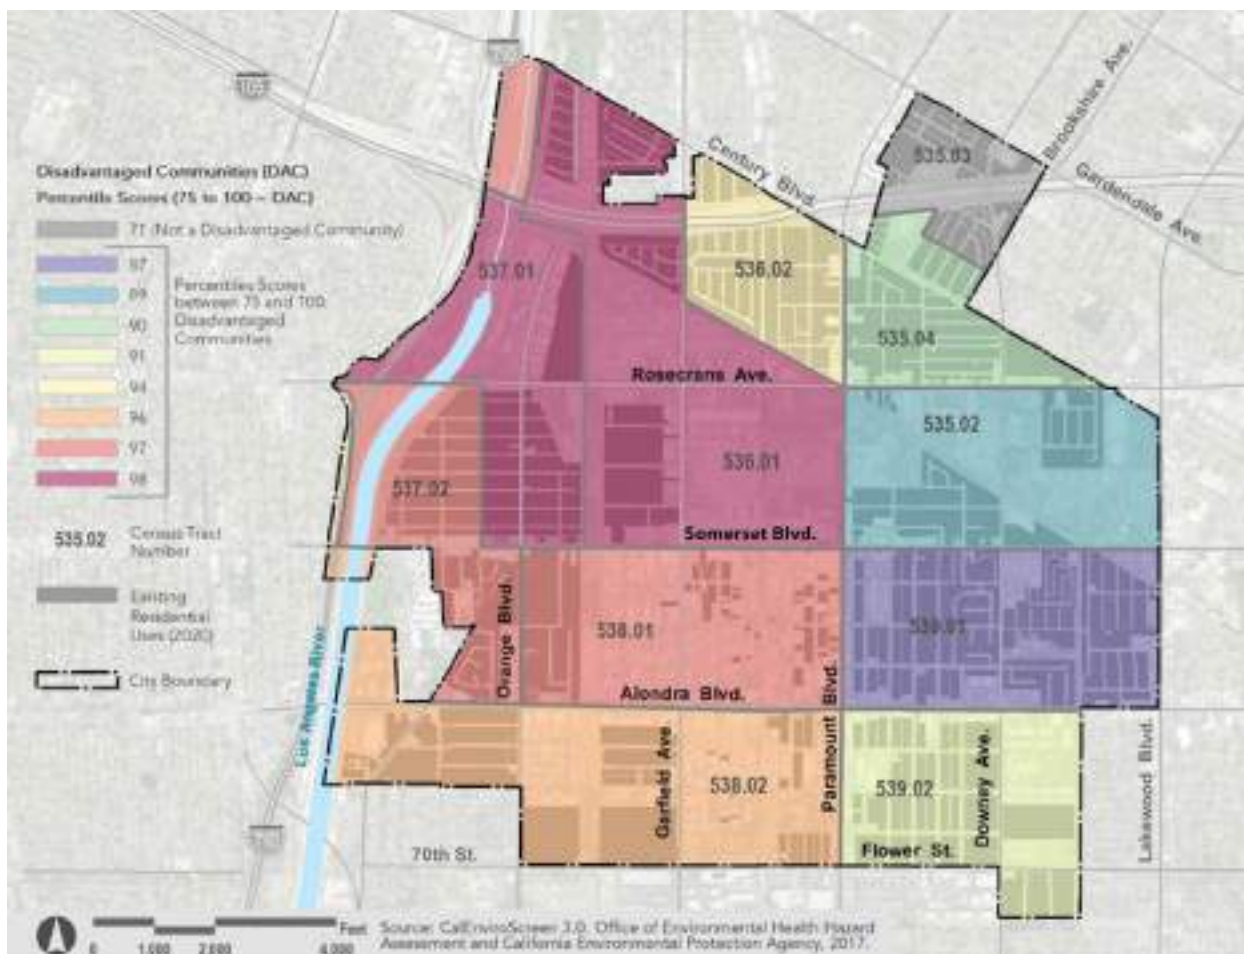 Disadvantaged Communities (DAC)
Percentile Scores (75 to 100 – DAC)
71 (Not a Disadvantaged Community)
89
90
91
94
96
97
98
Percentiles Scores
between 75 and 100
Disadvantaged
Communities
535.02
Census Tract
Number
Existing
Residential
Uses (2020)
City Boundary
105
Century Blvd.
Brookshire Ave.
Gardendale Ave.
535.03
537.01
536.02
535.04
Rosecrans Ave.
535.02
536.01
537.02
Somerset Blvd.
Orange Blvd.
538.01
Alondra Blvd.
Paramount Blvd.
Los Angeles River
Garfield Ave.
538.02
539.02
Downey Ave.
Lakewood Blvd.
Flower St.
70th St.
0 1,000 2,000 4,000
Feet
Source: CalEnviroScreen 3.0. Office of Environmental Health Hazard
Assessment and California Environmental Protection Agency, 2017.